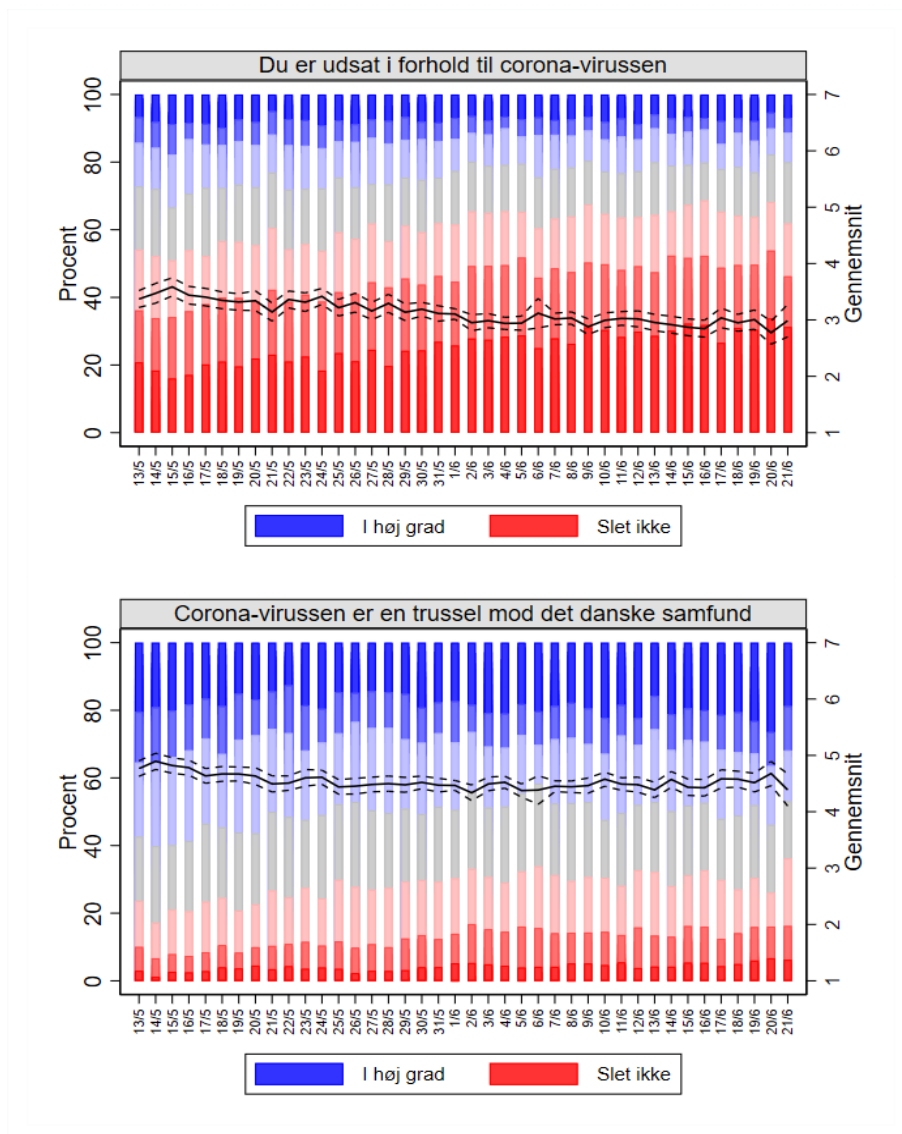 Du er udsat i forhold til corona-virussen
100
80
60
40
20
0
Procent
7
6
5
4
3
2
1
Gennemsnit
13/5 14/5 15/5 16/5 17/5 18/5 19/5 20/5 21/5 22/5 23/5 24/5 25/5 26/5 27/5 28/5 29/5 30/5 31/5 1/6 2/6 3/6 4/6 5/6 6/6 7/6 8/6 9/6 10/6 11/6 12/6 13/6 14/6 15/6 16/6 17/6 18/6 19/6 20/6 21/6
I høj grad Slet ikke
Corona-virussen er en trussel mod det danske samfund
100
80
60
40
20
0
Procent
7
6
5
4
3
2
1
Gennemsnit
13/5 14/5 15/5 16/5 17/5 18/5 19/5 20/5 21/5 22/5 23/5 24/5 25/5 26/5 27/5 28/5 29/5 30/5 31/5 1/6 2/6 3/6 4/6 5/6 6/6 7/6 8/6 9/6 10/6 11/6 12/6 13/6 14/6 15/6 16/6 17/6 18/6 19/6 20/6 21/6
I høj grad Slet ikke